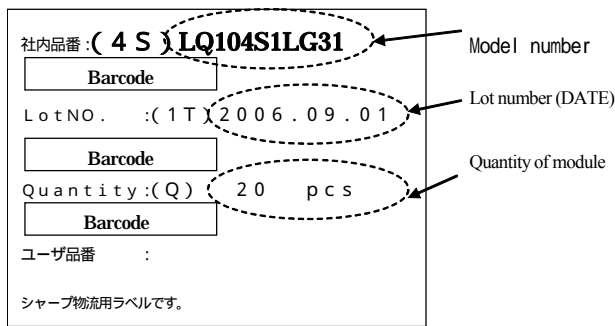 社内品番:(４Ｓ)LQ104S1LG31
Barcode
ＬｏｔＮＯ． :(１Ｔ)２００６．０９．０１
Barcode
Ｑｕａｎｔｉｔｙ:(Ｑ) ２０ ｐｃｓ
Barcode
ユーザ品番 :
シャープ物流用ラベルです。
Model number
Lot number (DATE)
Quantity of module